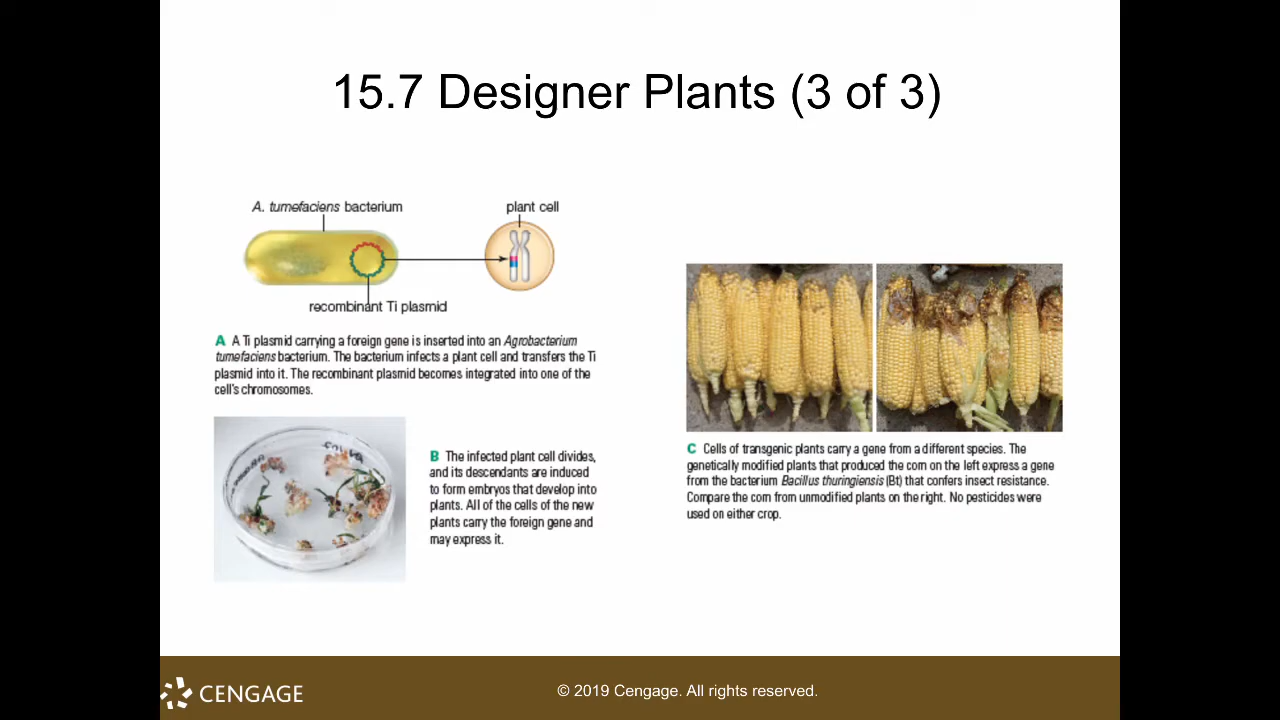 15.7 Designer Plants (3 of 3)
A. tumefaciens bacterium
plant cell
recombinant Ti plasmid
A A Ti plasmid carrying a foreign gene is inserted into an Agrobacterium
tumefaciens bacterium. The bacterium infects a plant cell and transfers the Ti
plasmid into it. The recombinant plasmid becomes integrated into one of the
cell's chromosomes.
B The infected plant cell divides,
and its descendants are induced
to form embryos that develop into
plants. All of the cells of the new
plants carry the foreign gene and
may express it.
C Cells of transgenic plants carry a gene from a different species. The
genetically modified plants that produced the corn on the left express a gene
from the bacterium Bacillus thuringiensis (Bt) that confers insect resistance.
Compare the corn from unmodified plants on the right. No pesticides were
used on either crop.
CENGAGE
© 2019 Cengage. All rights reserved.